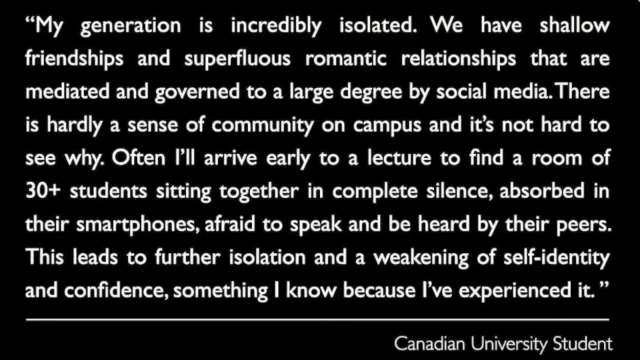 “My generation is incredibly isolated. We have shallow
friendships and superfluous romantic relationships that are
mediated and governed to a large degree by social media. There
is hardly a sense of community on campus and it’s not hard to
see why. Often I’ll arrive early to a lecture to find a room of
30+ students sitting together in complete silence, absorbed in
their smartphones, afraid to speak and be heard by their peers.
This leads to further isolation and a weakening of self-identity
and confidence, something I know because I’ve experienced it. ”
Canadian University Student